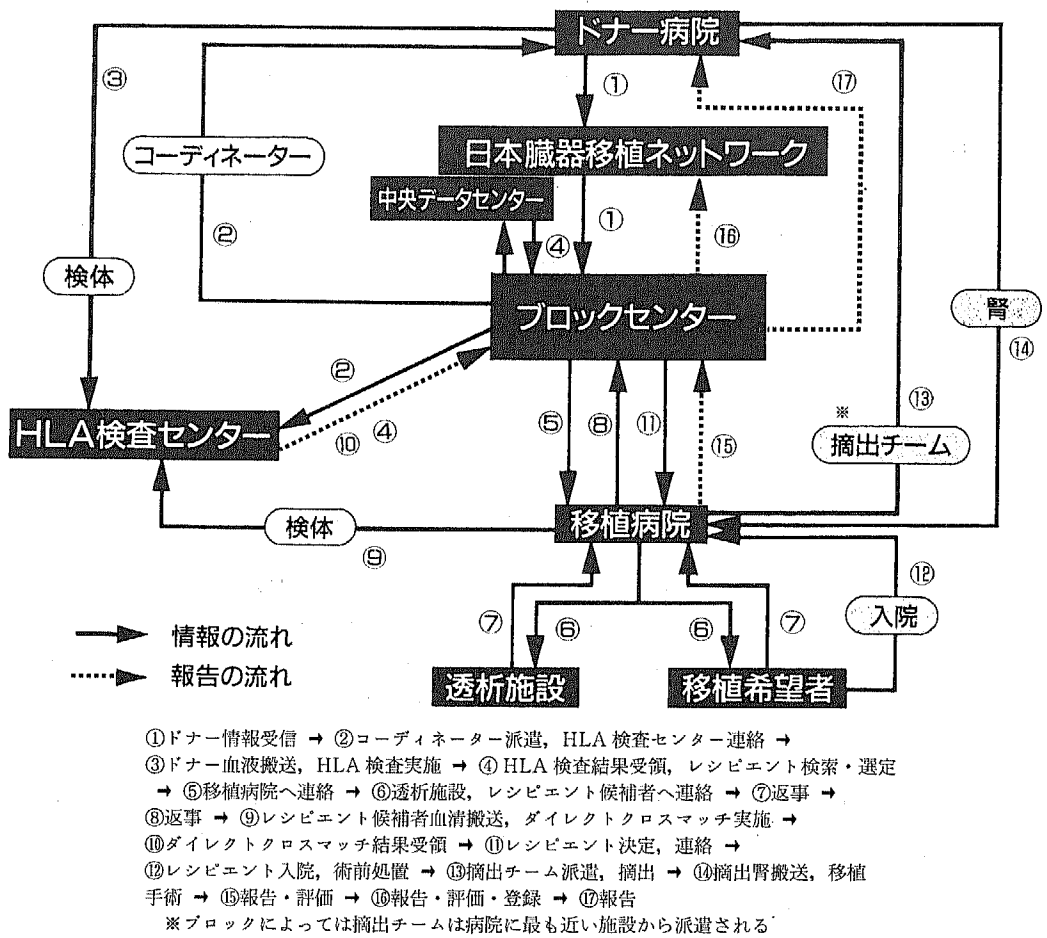 ドナー病院
③
①
⑰
コーディネーター
日本臓器移植ネットワーク
中央データセンター
②
④
①
⑯
検体
ブロックセンター
腎
⑭
②
⑬
HLA検査センター
⑩
④
⑤
⑧
⑪
⑮
※
摘出チーム
検体
移植病院
⑨
⑫
⑦
⑥
⑥
⑦
入院
情報の流れ
報告の流れ
透析施設
移植希望者
①ドナー情報受信 → ②コーディネーター派遣，HLA 検査センター連絡 →
③ドナー血液搬送，HLA 検査実施 → ④HLA 検査結果受領，レシピエント検索・選定
→ ⑤移植病院へ連絡 → ⑥透析施設，レシピエント候補者へ連絡 → ⑦返事 →
⑧返事 → ⑨レシピエント候補者血清搬送，ダイレクトクロスマッチ実施 →
⑩ダイレクトクロスマッチ結果受領 → ⑪レシピエント決定，連絡 →
⑫レシピエント入院，術前処置 → ⑬摘出チーム派遣，摘出 → ⑭摘出腎搬送，移植
手術 → ⑮報告・評価 → ⑯報告・評価・登録 → ⑰報告
※ブロックによっては摘出チームは病院に最も近い施設から派遣される